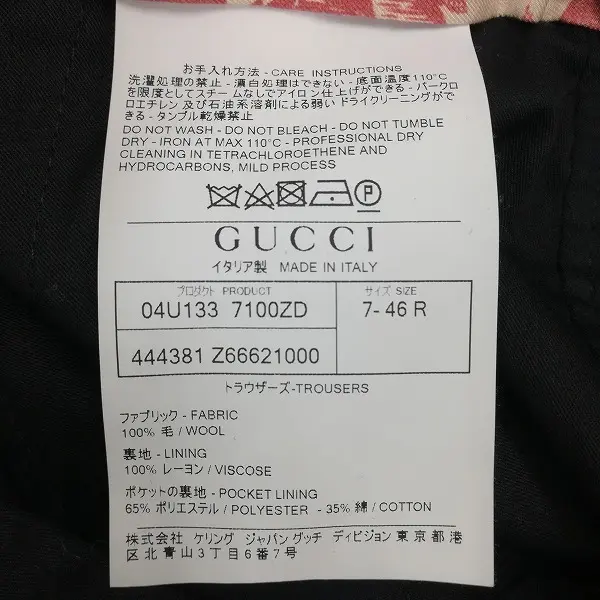 お手入れ方法 - CARE INSTRUCTIONS
洗濯処理の禁止 - 漂白処理はできない - 底面温度110°C
を限度としてスチームなしでアイロン仕上げができる - パークロ
ロエチレン 及び石油系溶剤による弱い ドライクリーニングがで
きる - タンブル乾燥禁止
DO NOT WASH - DO NOT BLEACH - DO NOT TUMBLE
DRY - IRON AT MAX 110°C - PROFESSIONAL DRY
CLEANING IN TETRACHLOROETHENE AND
HYDROCARBONS, MILD PROCESS
P
GUCCI
イタリア製 MADE IN ITALY
プロダクト PRODUCT サイズ SIZE
04U133 7100ZD 7- 46 R
444381 Z66621000
トラウザーズ-TROUSERS
ファブリック - FABRIC
100% 毛 / WOOL
裏地 - LINING
100% レーヨン / VISCOSE
ポケットの裏地 - POCKET LINING
65% ポリエステル / POLYESTER - 35% 綿 / COTTON
株式会社 ケリング ジャパン グッチ ディビジョン 東京都港
区北青山3丁目6番7号